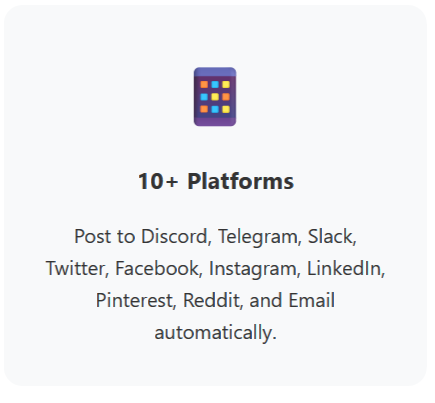 10+ Platforms
Post to Discord, Telegram, Slack,
Twitter, Facebook, Instagram, LinkedIn,
Pinterest, Reddit, and Email
automatically.